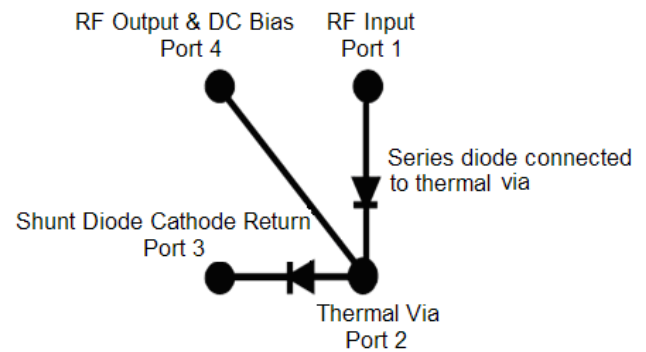 RF Output & DC Bias
Port 4
RF Input
Port 1
Series diode connected
to thermal via
Shunt Diode Cathode Return
Port 3
Thermal Via
Port 2